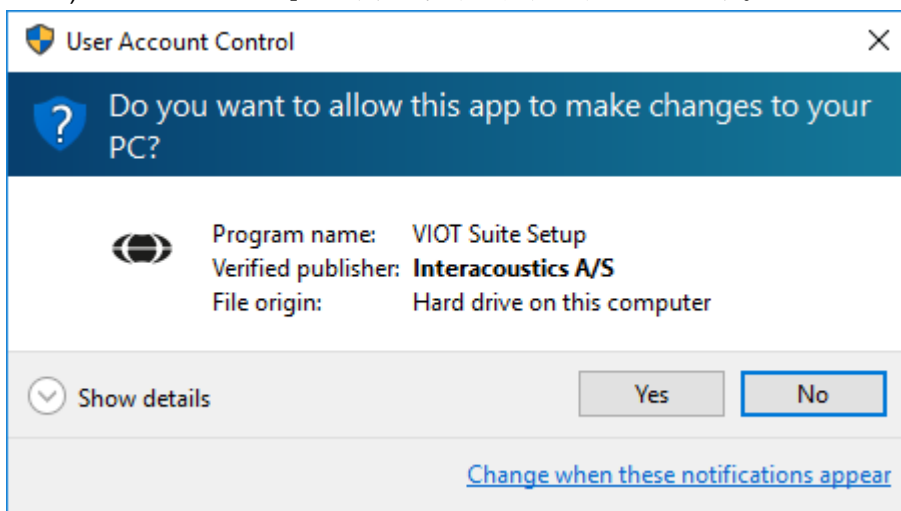 User Account Control
Do you want to allow this app to make changes to your
PC?
Program name: VIOT Suite Setup
Verified publisher: Interacoustics A/S
File origin: Hard drive on this computer
Show details
Yes
No
Change when these notifications appear